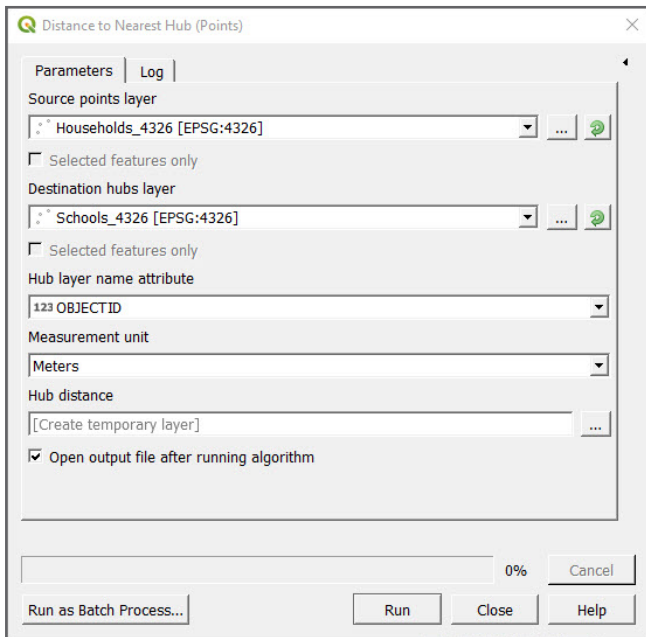 Distance to Nearest Hub (Points)
Parameters
Log
Source points layer
Households_4326 [EPSG:4326]
...
Selected features only
Destination hubs layer
Schools_4326 [EPSG:4326]
...
Selected features only
Hub layer name attribute
123 OBJECTID
Measurement unit
Meters
Hub distance
[Create temporary layer]
...
Open output file after running algorithm
0%
Cancel
Run as Batch Process...
Run
Close
Help